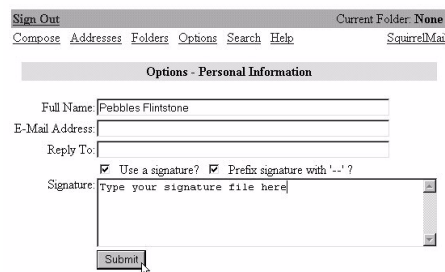 Sign Out Current Folder: None
Compose Addresses Folders Options Search Help SquirrelMail
Options - Personal Information
Full Name: Pebbles Flintstone
E-Mail Address:
Reply To:
Use a signature? Prefix signature with '--' ?
Signature: Type your signature file here
Submit